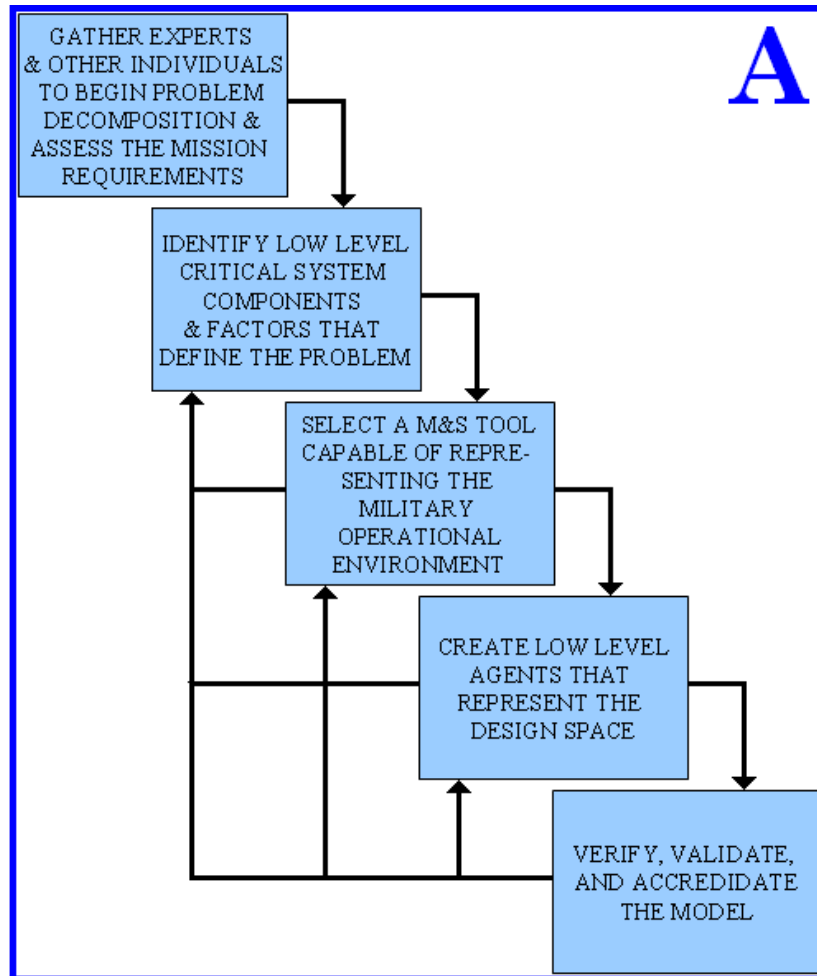 GATHER EXPERTS
& OTHER INDIVIDUALS
TO BEGIN PROBLEM
DECOMPOSITION &
ASSESS THE MISSION
REQUIREMENTS
A
IDENTIFY LOW LEVEL
CRITICAL SYSTEM
COMPONENTS
& FACTORS THAT
DEFINE THE PROBLEM
SELECT A M&S TOOL
CAPABLE OF REPRE-
SENTING THE
MILITARY
OPERATIONAL
ENVIRONMENT
CREATE LOW LEVEL
AGENTS THAT
REPRESENT THE
DESIGN SPACE
VERIFY, VALIDATE,
AND ACCREDIDATE
THE MODEL